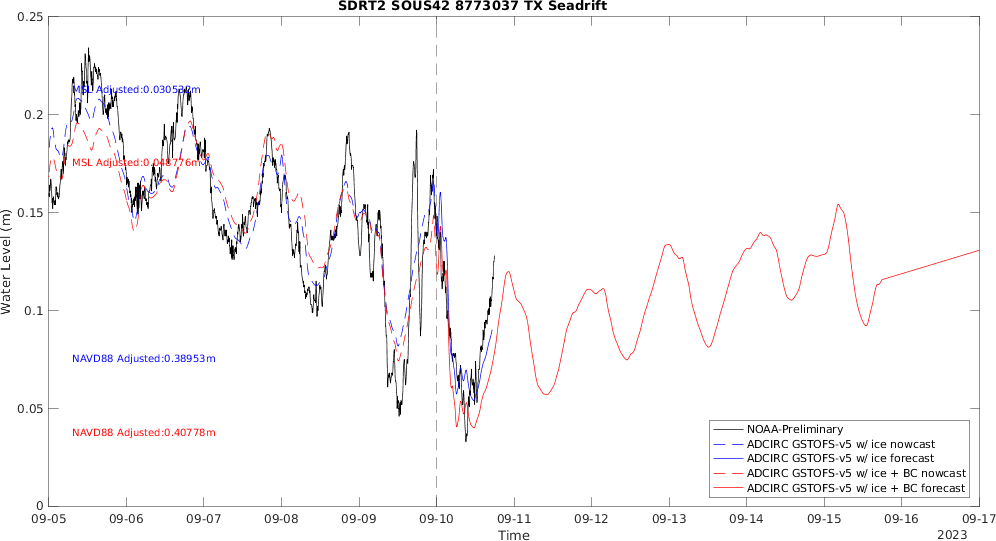 SDRT2 SOUS42 8773037 TX Seadrift
0.25
0.2
0.15
0.1
0.05
0
Water Level (m)
MSL Adjusted:0.030532m
MSL Adjusted:0.048776m
NAVD88 Adjusted:0.38953m
NAVD88 Adjusted:0.40778m
NOAA-Preliminary
ADCIRC GSTOFS-v5 w/ ice nowcast
ADCIRC GSTOFS-v5 w/ ice forecast
ADCIRC GSTOFS-v5 w/ ice + BC nowcast
ADCIRC GSTOFS-v5 w/ ice + BC forecast
09-05 09-06 09-07 09-08 09-09 09-10 09-11 09-12 09-13 09-14 09-15 09-16 09-17
Time
2023